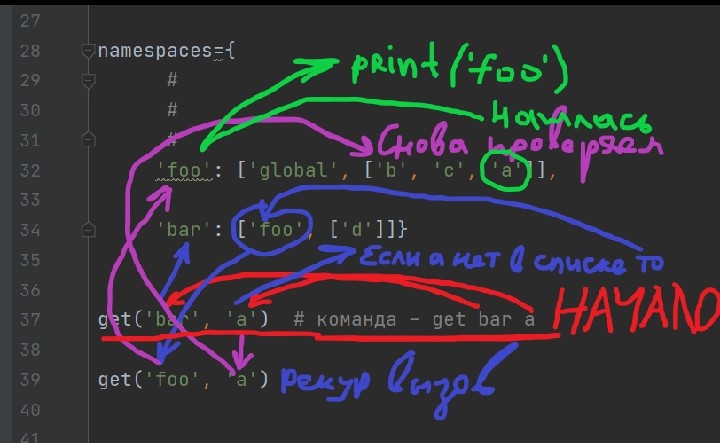 27
28 namespaces={
29 #
print('foo')
30 #
нашлась
31 #
Снова проверяем
32 'foo': ['global', ['b', 'c', 'a']],
33
34 'bar': ['foo', ['d']]}
35 Если а нет в списке то
36
37 get('bar', 'a') # команда - get bar a НАЧАЛО
38
39 get('foo', 'a') рекур вызов
40
41